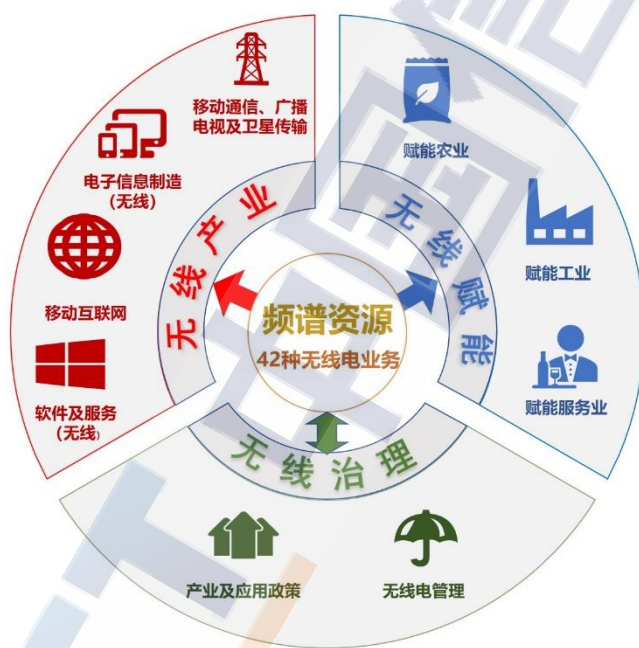 移动通信、广播
电视及卫星传输
电子信息制造
(无线)
移动互联网
软件及服务
(无线)
无线产业
赋能农业
赋能工业
赋能服务业
无线赋能
频谱资源
42种无线电业务
无线治理
产业及应用政策
无线电管理